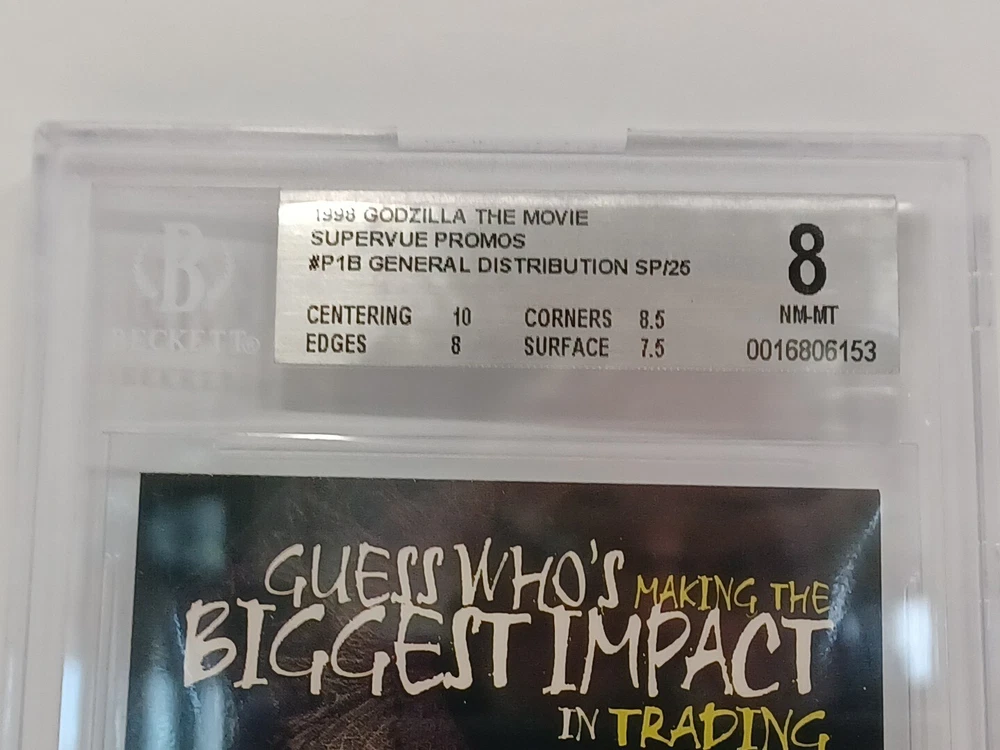 1998 GODZILLA THE MOVIE
SUPERVUE PROMOS
#P1B GENERAL DISTRIBUTION SP/25
8
NM-MT
CENTERING 10 CORNERS 8.5
EDGES 8 SURFACE 7.5
0016806153
B
BECKETT®
GUESS WHO'S MAKING THE
BIGGEST IMPACT
IN TRADING